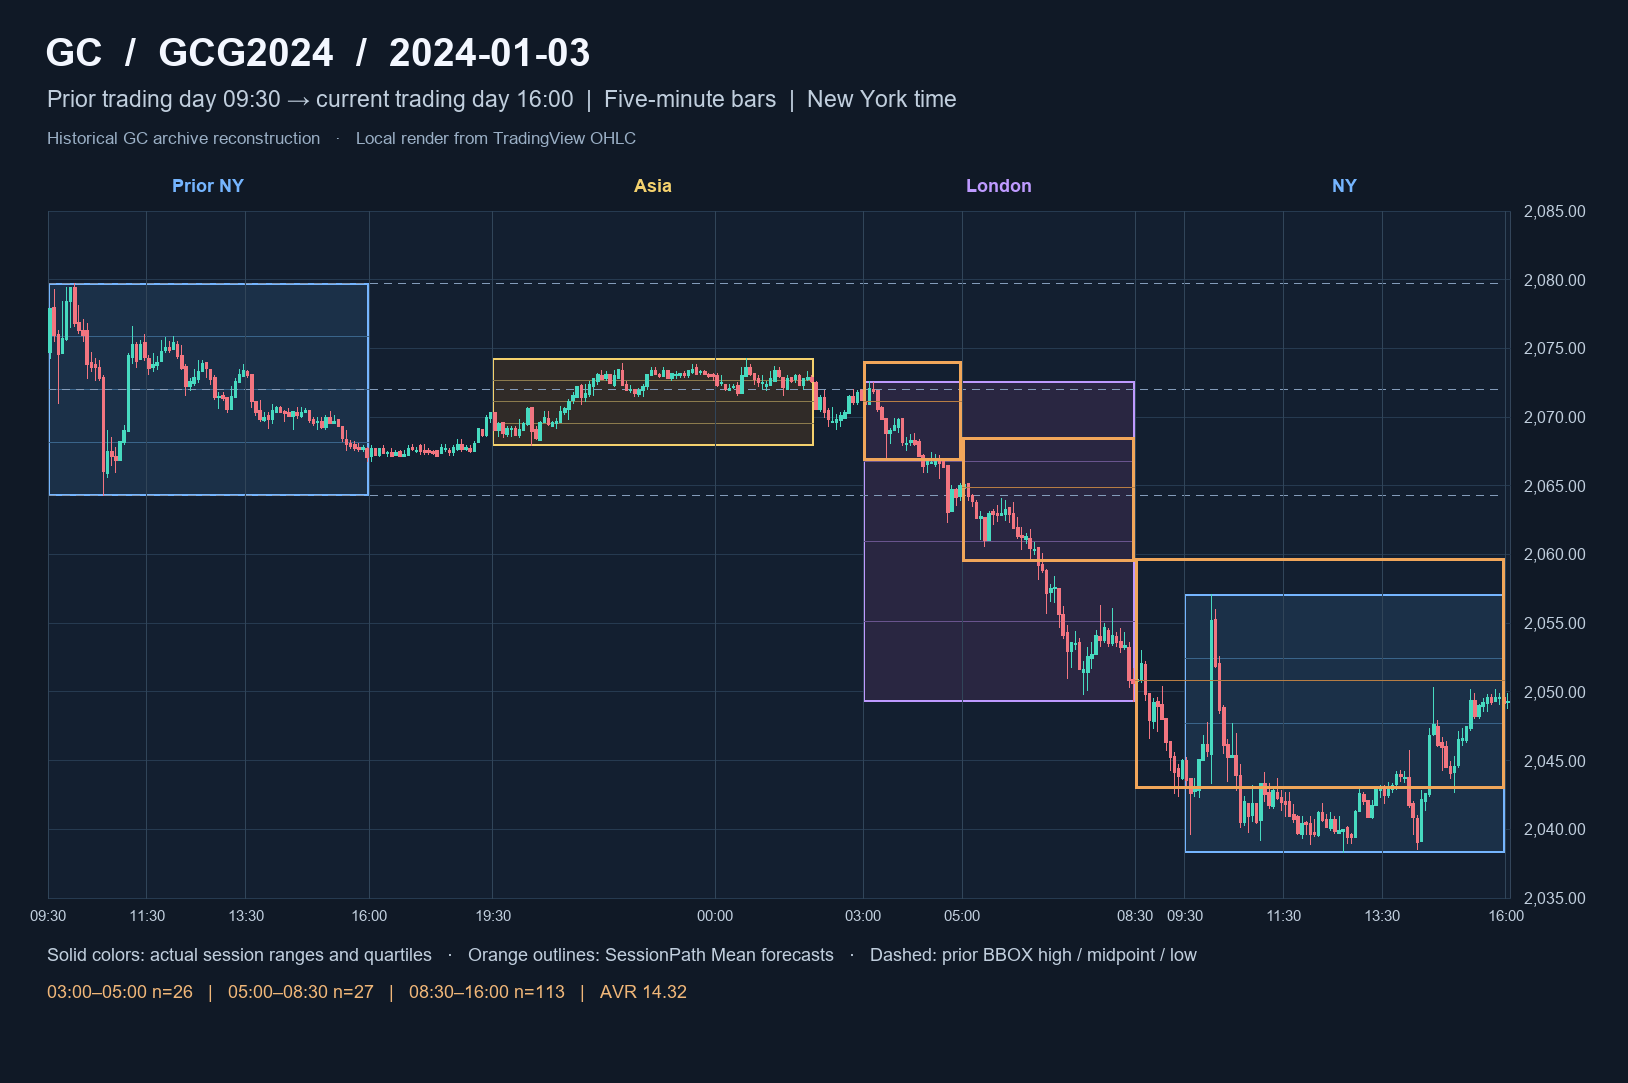 GC / GCG2024 / 2024-01-03
Prior trading day 09:30 → current trading day 16:00 | Five-minute bars | New York time
Historical GC archive reconstruction · Local render from TradingView OHLC
Prior NY Asia London NY
2,085.00
2,080.00
2,075.00
2,070.00
2,065.00
2,060.00
2,055.00
2,050.00
2,045.00
2,040.00
2,035.00
09:30 11:30 13:30 16:00 19:30 00:00 03:00 05:00 08:30 09:30 11:30 13:30 16:00
Solid colors: actual session ranges and quartiles · Orange outlines: SessionPath Mean forecasts · Dashed: prior BBOX high / midpoint / low
03:00–05:00 n=26 | 05:00–08:30 n=27 | 08:30–16:00 n=113 | AVR 14.32